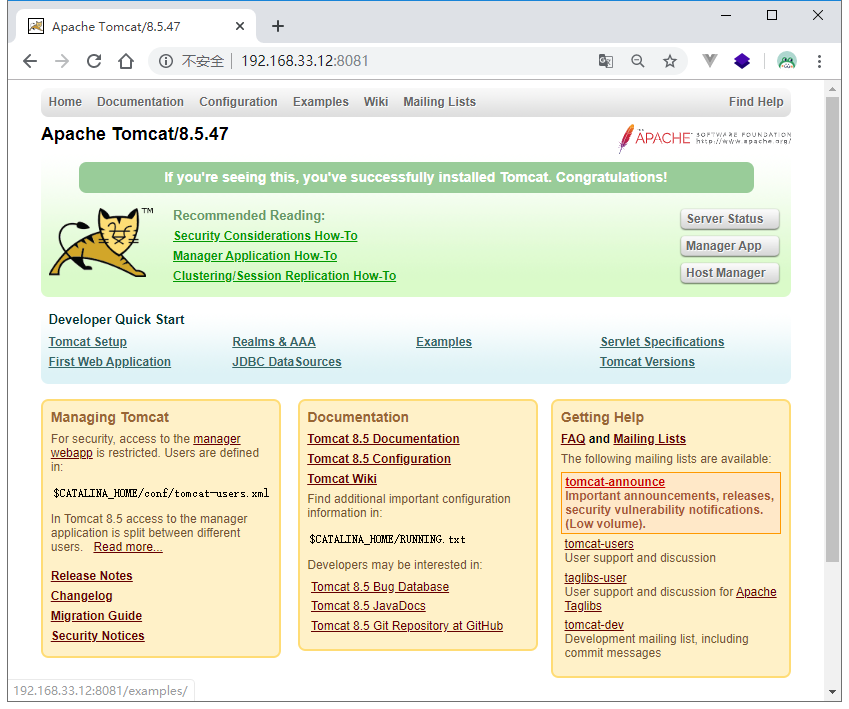 Apache Tomcat/8.5.47
不安全 192.168.33.12:8081
Home Documentation Configuration Examples Wiki Mailing Lists Find Help
Apache Tomcat/8.5.47
APACHE SOFTWARE FOUNDATION
http://www.apache.org/
If you're seeing this, you've successfully installed Tomcat. Congratulations!
TM
Recommended Reading:
Security Considerations How-To
Manager Application How-To
Clustering/Session Replication How-To
Server Status
Manager App
Host Manager
Developer Quick Start
Tomcat Setup
First Web Application
Realms & AAA
JDBC DataSources
Examples
Servlet Specifications
Tomcat Versions
Managing Tomcat
For security, access to the manager
webapp is restricted. Users are defined
in:
$CATALINA_HOME/conf/tomcat-users.xml
In Tomcat 8.5 access to the manager
application is split between different
users. Read more...
Release Notes
Changelog
Migration Guide
Security Notices
Documentation
Tomcat 8.5 Documentation
Tomcat 8.5 Configuration
Tomcat Wiki
Find additional important configuration
information in:
$CATALINA_HOME/RUNNING.txt
Developers may be interested in:
Tomcat 8.5 Bug Database
Tomcat 8.5 JavaDocs
Tomcat 8.5 Git Repository at GitHub
Getting Help
FAQ and Mailing Lists
The following mailing lists are available:
tomcat-announce
Important announcements, releases,
security vulnerability notifications.
(Low volume).
tomcat-users
User support and discussion
taglibs-user
User support and discussion for Apache
Taglibs
tomcat-dev
Development mailing list, including
commit messages
192.168.33.12:8081/examples/